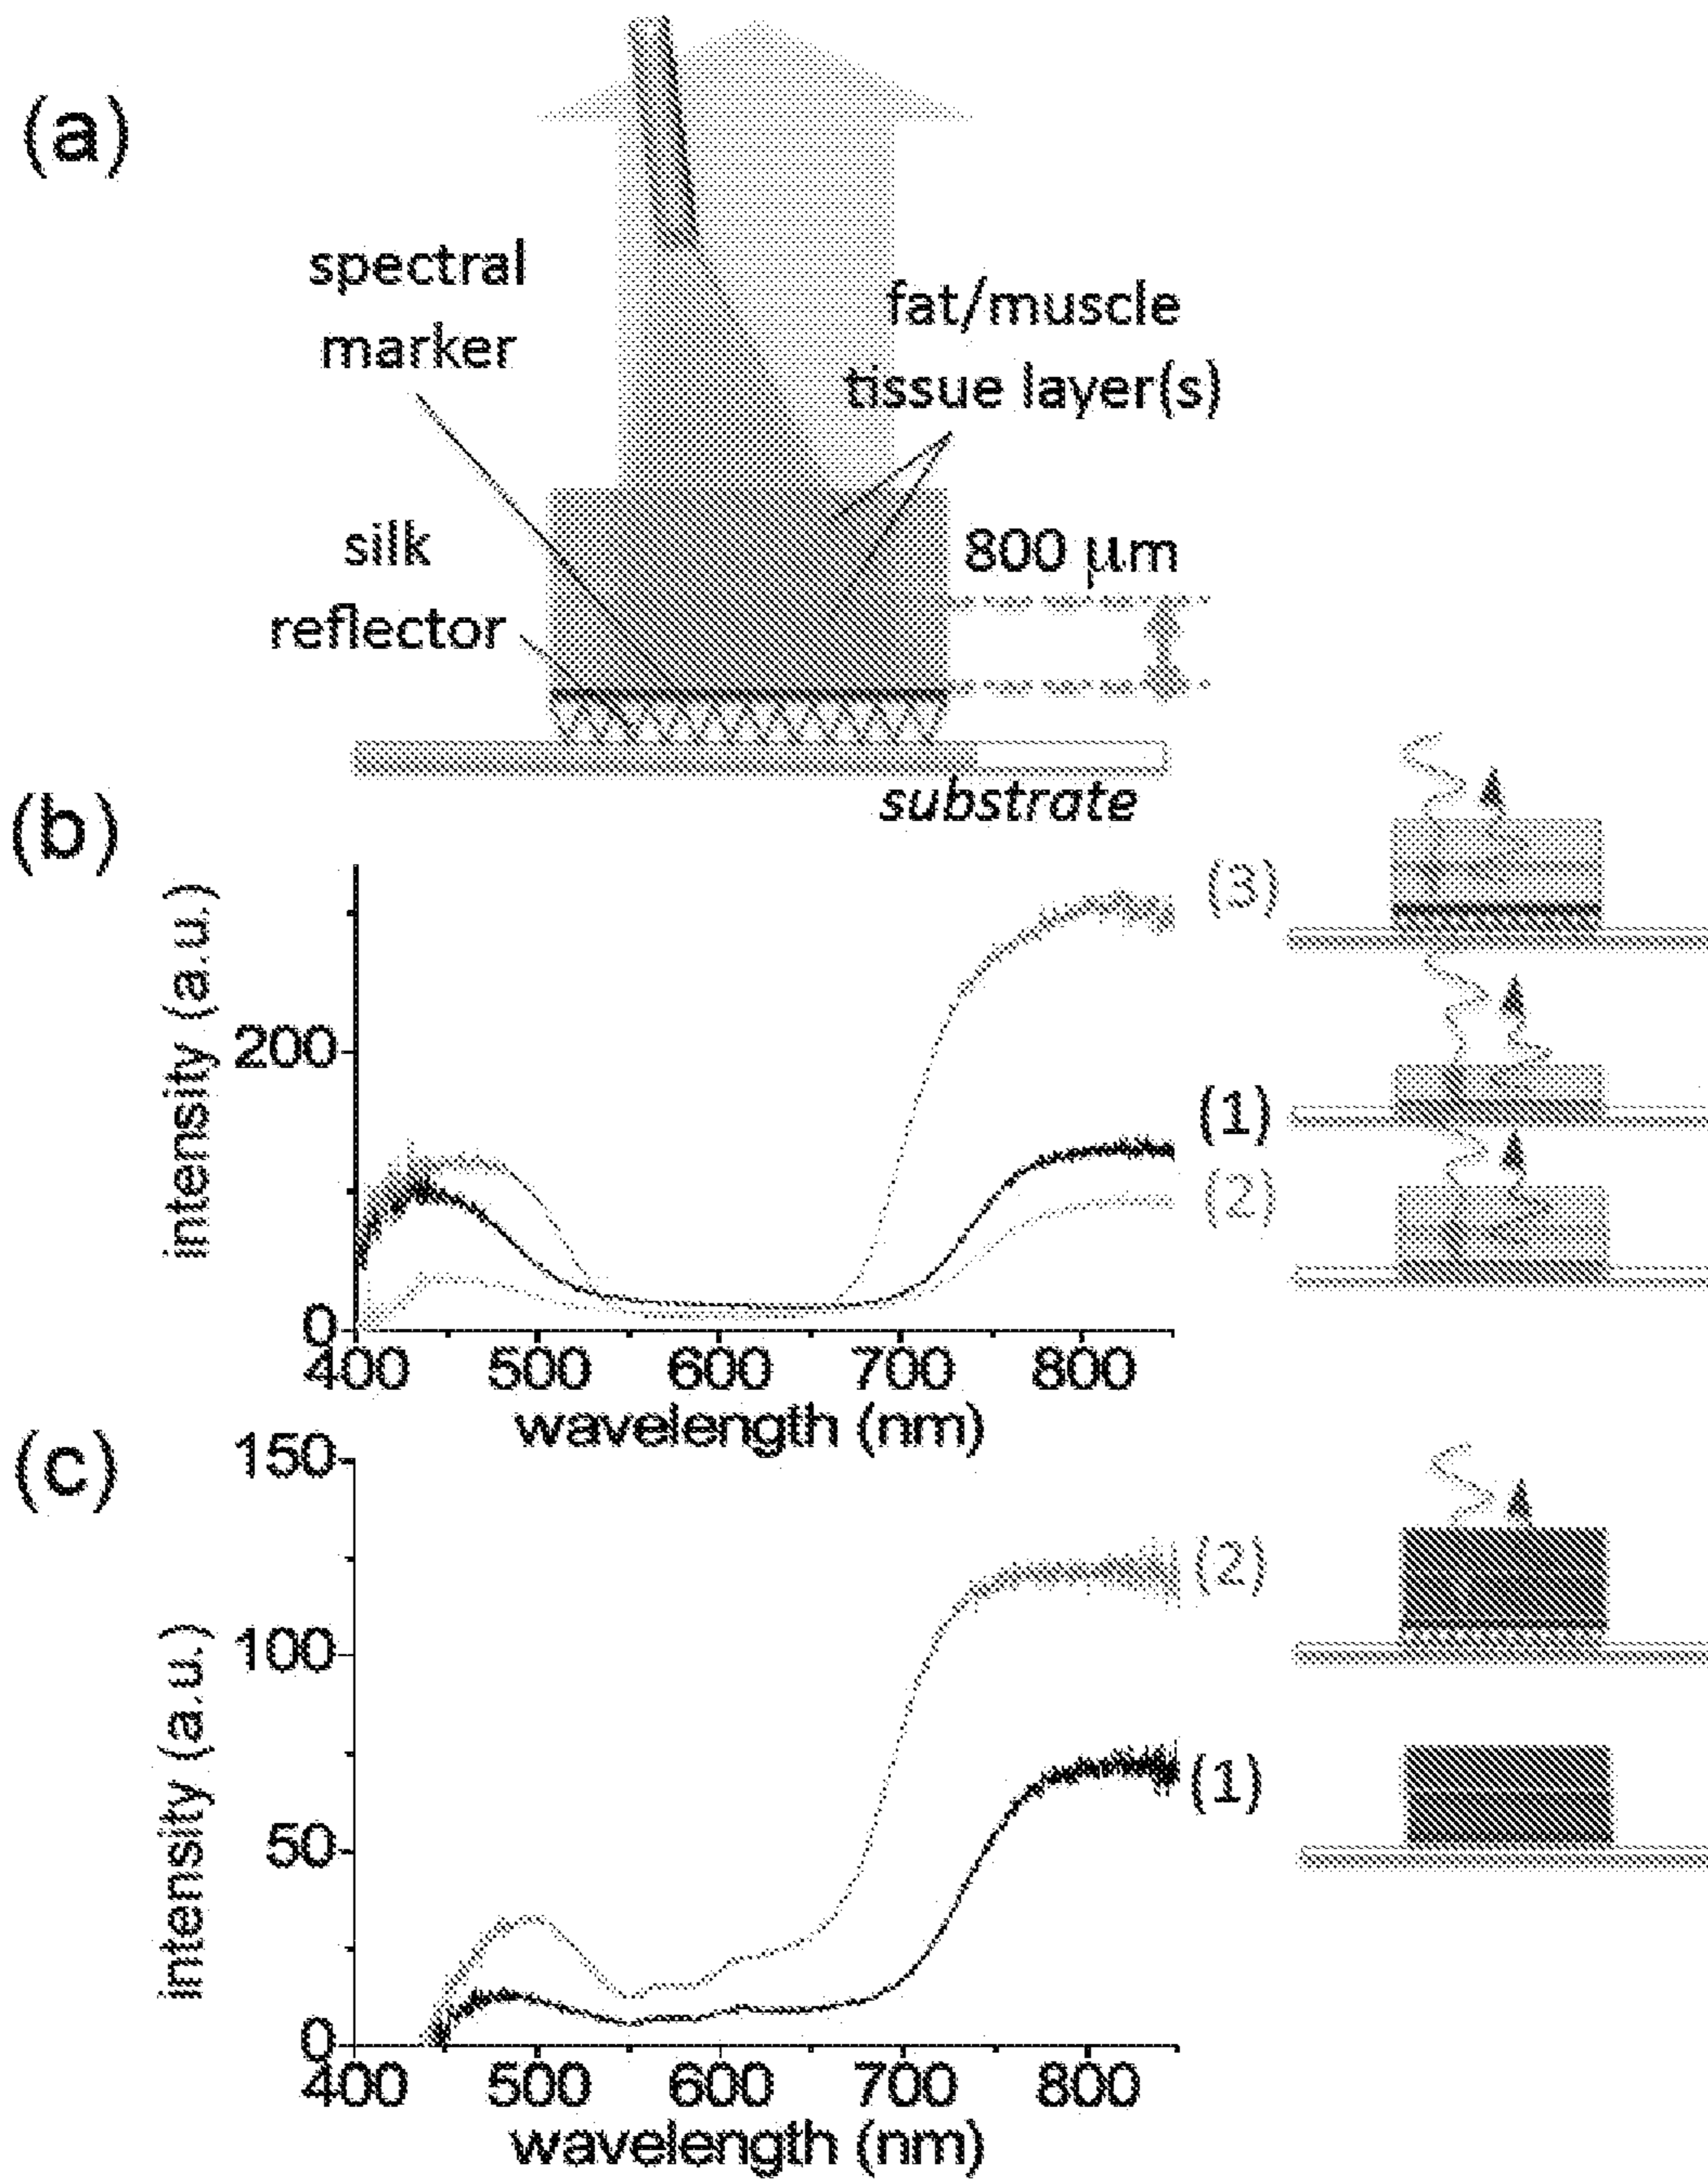 (a)
spectral
marker
fat/muscle
tissue layer(s)
silk
reflector
800 μm
substrate
(b)
intensity (a.u.)
200
0
400 500 600 700 800
wavelength (nm)
(3)
(1)
(2)
(c)
intensity (a.u.)
150
100
50
0
400 500 600 700 800
wavelength (nm)
(2)
(1)